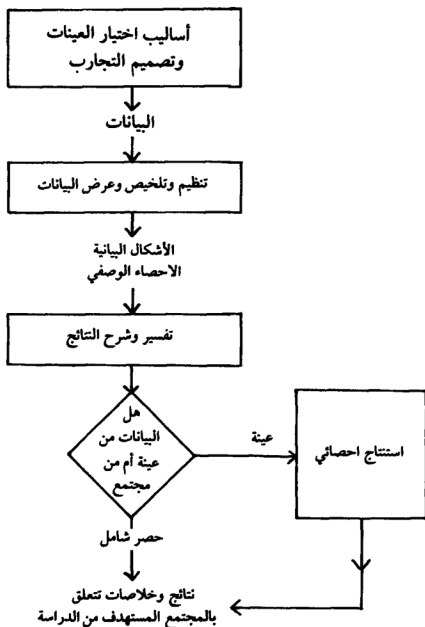 أساليب اختيار العينات
وتصميم التجارب
البيانات
تنظيم وتلخيص وعرض البيانات
الأشكال البيانية
الاحصاء الوصفي
تفسير وشرح النتائج
هل
البيانات من
عينة أم من
مجتمع
عينة
استنتاج احصائي
حصر شامل
نتائج وخلاصات تتعلق
بالمجتمع المستهدف من الدراسة